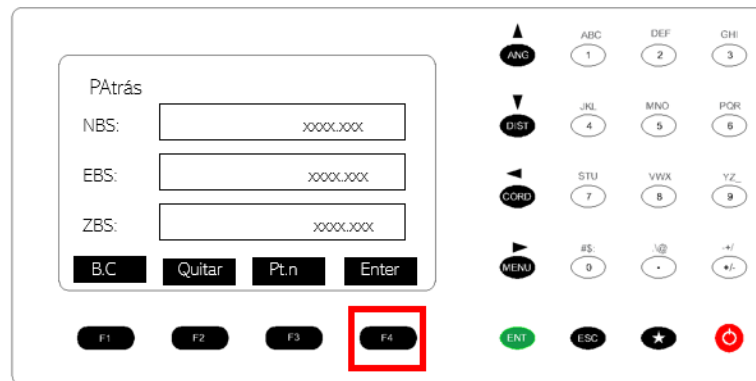 PAtrás
NBS: xxxx.xxx
EBS: xxxx.xxx
ZBS: xxxx.xxx
B.C Quitar Pt.n Enter
F1 F2 F3 F4
ABC DEF GHI
ANG 1 2 3
JKL MNO PQR
DIST 4 5 6
STU VWX YZ_
CORD 7 8 9
#$: .\@ .+/
MENU 0 . +/-
ENT ESC